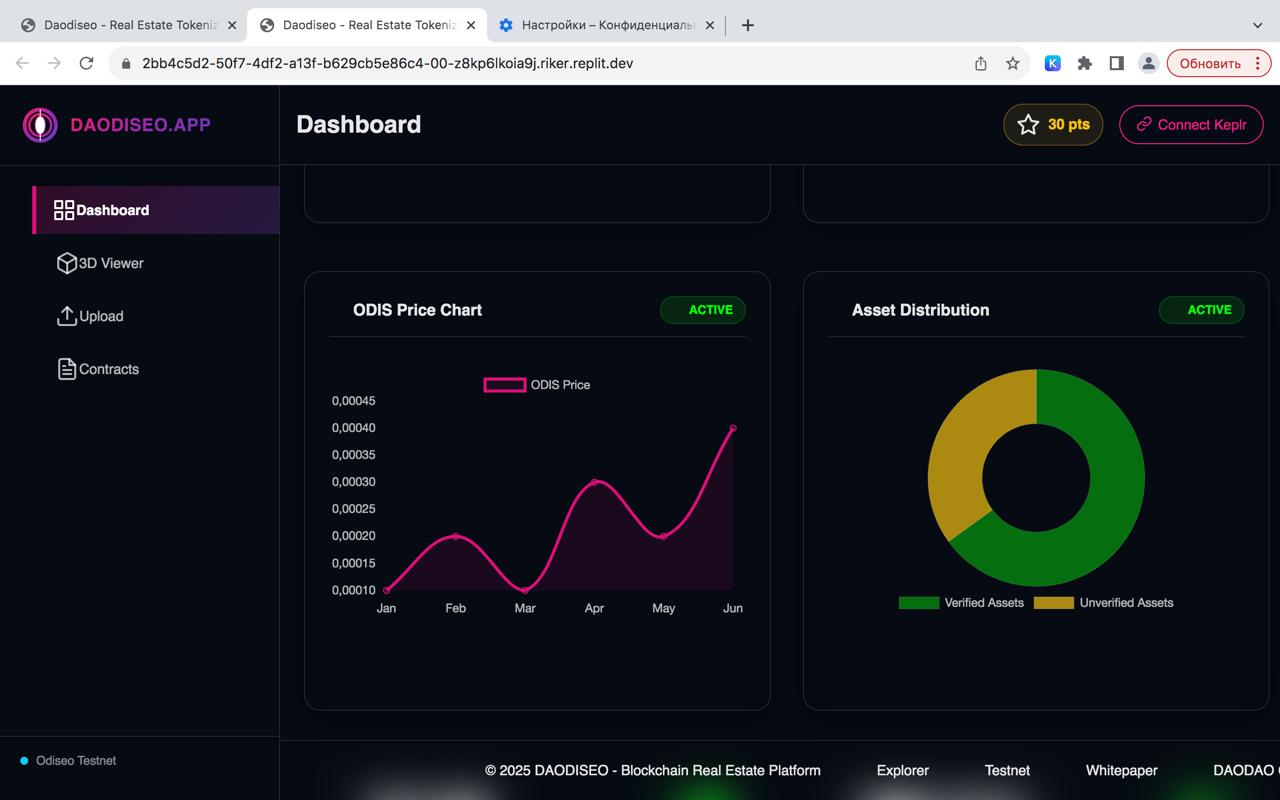 Daodiseo - Real Estate Tokeniz
Daodiseo - Real Estate Tokeniz
Настройки – Конфиденциаль
2bb4c5d2-50f7-4df2-a13f-b629cb5e86c4-00-z8kp6lkoia9j.riker.replit.dev
K
Обновить
DAODISEO.APP
Dashboard
30 pts
Connect Keplr
Dashboard
3D Viewer
Upload
Contracts
ODIS Price Chart
ACTIVE
ODIS Price
0,00045
0,00040
0,00035
0,00030
0,00025
0,00020
0,00015
0,00010
Jan Feb Mar Apr May Jun
Asset Distribution
ACTIVE
Verified Assets Unverified Assets
Odiseo Testnet
© 2025 DAODISEO - Blockchain Real Estate Platform Explorer Testnet Whitepaper DAODAO